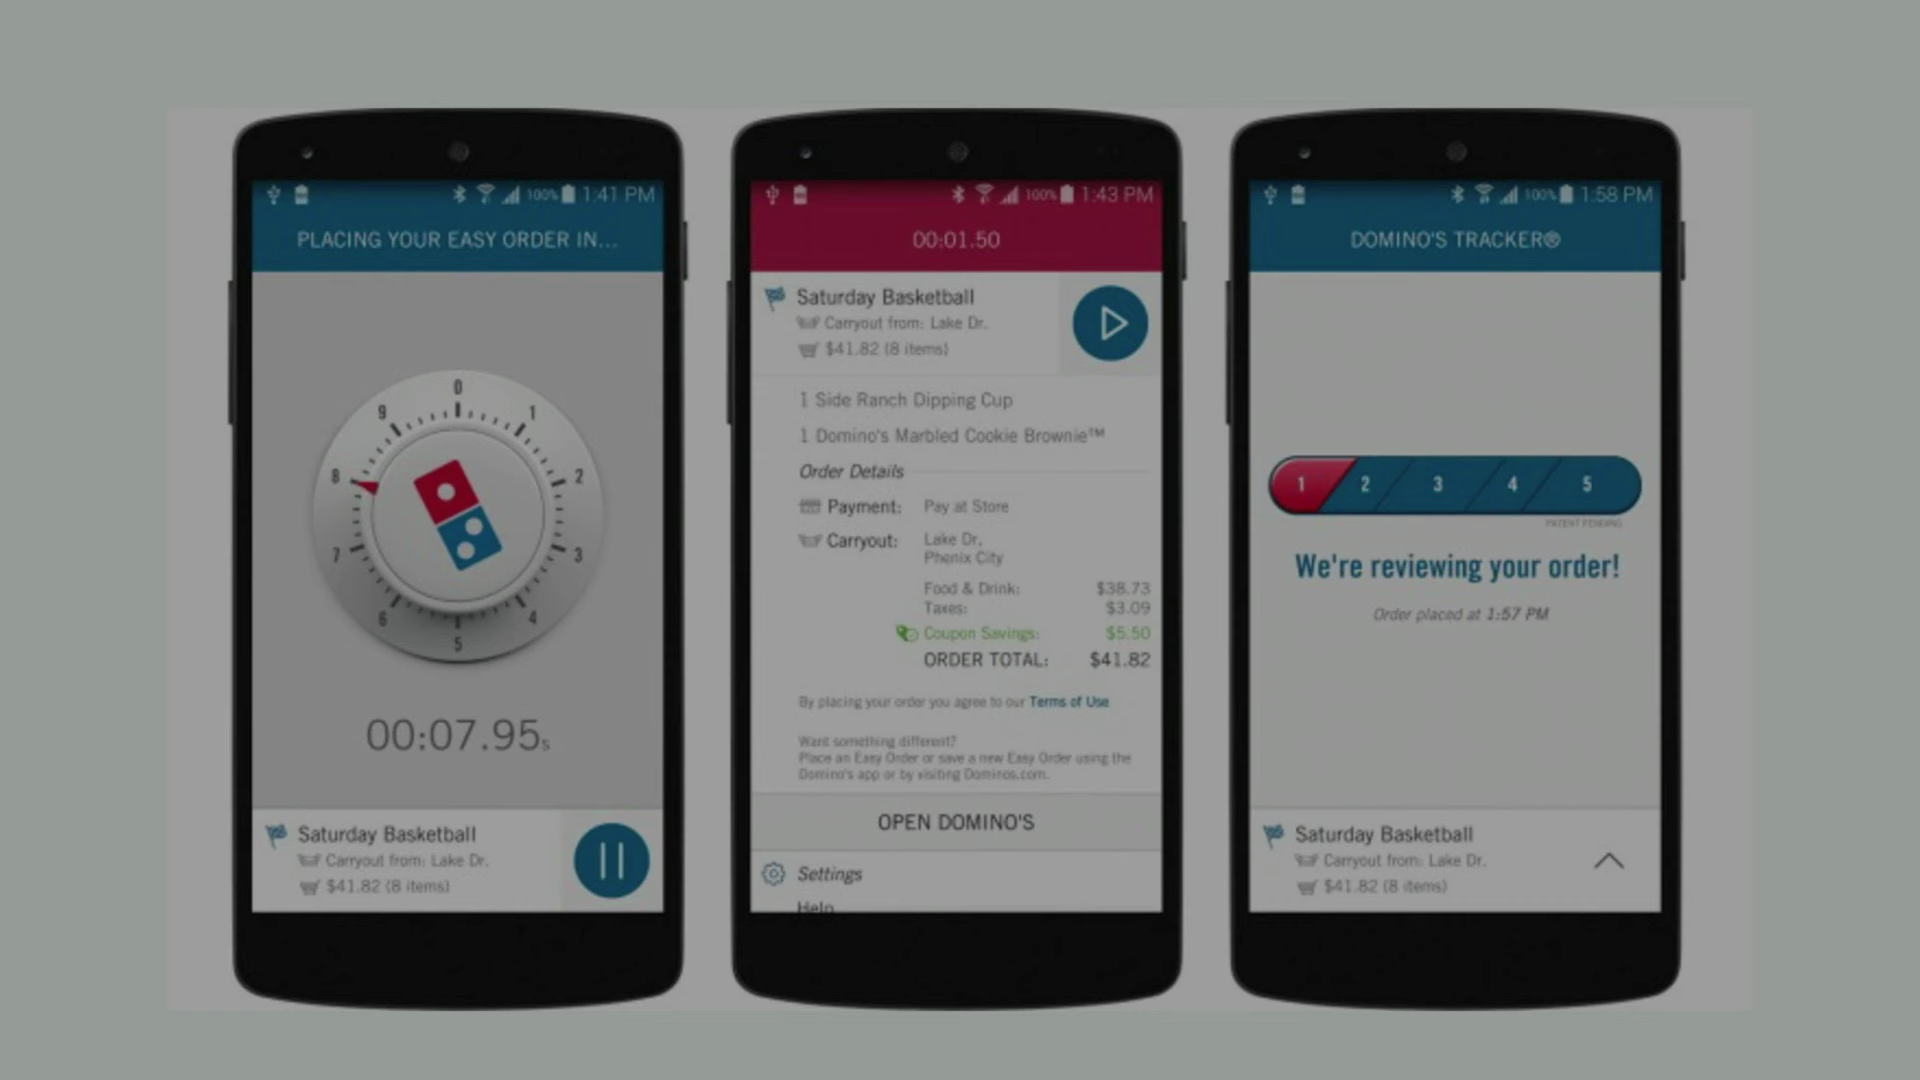 100% 1:41 PM
PLACING YOUR EASY ORDER IN...
0
1
2
3
4
5
6
7
8
9
00:07.95s
Saturday Basketball
Carryout from: Lake Dr.
$41.82 (8 items)
100% 1:43 PM
00:01.50
Saturday Basketball
Carryout from: Lake Dr.
$41.82 (8 items)
1 Side Ranch Dipping Cup
1 Domino's Marbled Cookie Brownie™
Order Details
Payment: Pay at Store
Carryout: Lake Dr,
Phenix City
Food & Drink: $38.73
Taxes: $3.09
Coupon Savings: $5.50
ORDER TOTAL: $41.82
By placing your order you agree to our Terms of Use
Want something different?
Place an Easy Order or save a new Easy Order using the
Domino's app or by visiting Dominos.com.
OPEN DOMINO'S
Settings
Help
100% 1:58 PM
DOMINO'S TRACKER®
1 2 3 4 5
PATENT PENDING
We're reviewing your order!
Order placed at 1:57 PM
Saturday Basketball
Carryout from: Lake Dr.
$41.82 (8 items)